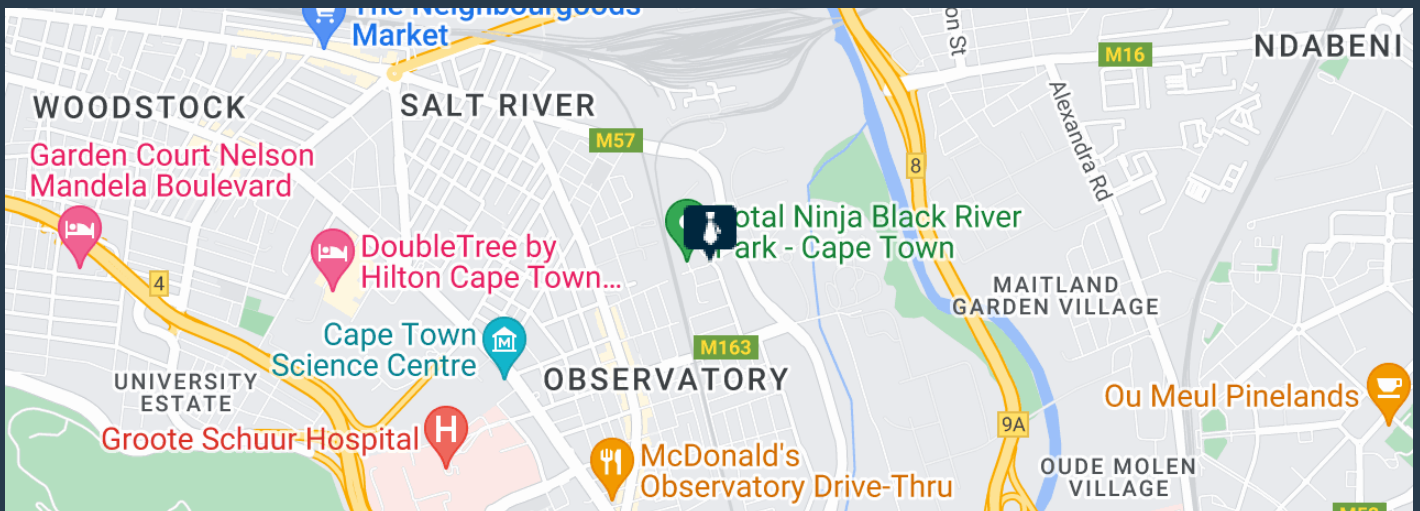 The Neighbourgoods
Market
on St
M16
NDABENI
WOODSTOCK
SALT RIVER
M57
Alexandra Rd
Garden Court Nelson
Mandela Boulevard
8
otal Ninja Black River
Park - Cape Town
DoubleTree by
Hilton Cape Town...
4
MAITLAND
GARDEN VILLAGE
Cape Town
Science Centre
M163
OBSERVATORY
UNIVERSITY
ESTATE
Ou Meul Pinelands
Groote Schuur Hospital
H
9A
McDonald's
Observatory Drive-Thru
OUDE MOLEN
VILLAGE